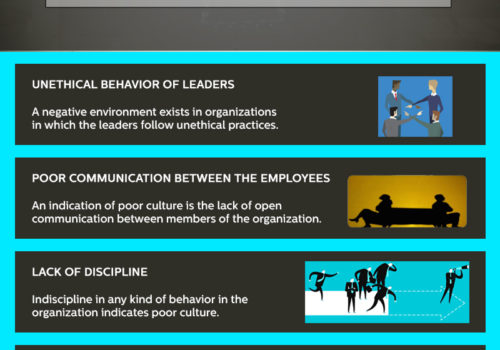 UNETHICAL BEHAVIOR OF LEADERS
A negative environment exists in organizations
in which the leaders follow unethical practices.
POOR COMMUNICATION BETWEEN THE EMPLOYEES
An indication of poor culture is the lack of open
communication between members of the organization.
LACK OF DISCIPLINE
Indiscipline in any kind of behavior in the
organization indicates poor culture.